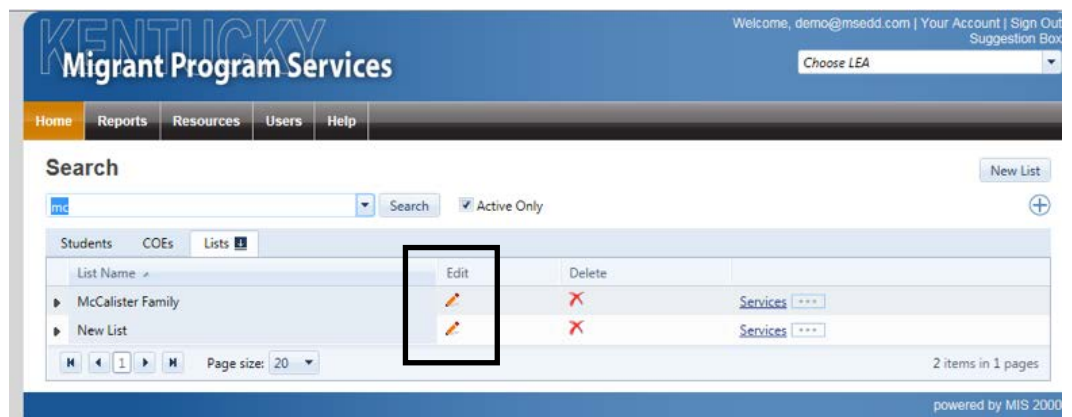 KENTUCKY
Migrant Program Services
Welcome, demo@msedd.com | Your Account | Sign Out
Suggestion Box
Choose LEA
Home Reports Resources Users Help
Search
New List
mc Search Active Only
Students COEs Lists
List Name Edit Delete
McCalister Family Services
New List Services
1 Page size: 20 2 items in 1 pages
powered by MIS 2000